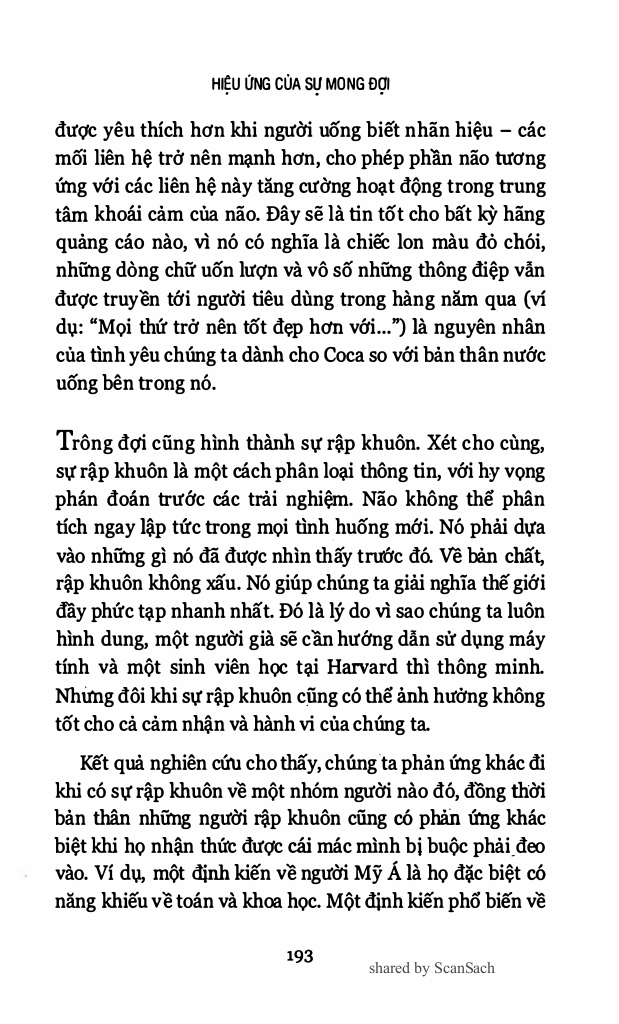 HIỆU ỨNG CỦA SỰ MONG ĐỢI
được yêu thích hơn khi người uống biết nhãn hiệu – các
mối liên hệ trở nên mạnh hơn, cho phép phần não tương
ứng với các liên hệ này tăng cường hoạt động trong trung
tâm khoái cảm của não. Đây sẽ là tin tốt cho bất kỳ hãng
quảng cáo nào, vì nó có nghĩa là chiếc lon màu đỏ chói,
những dòng chữ uốn lượn và vô số những thông điệp vẫn
được truyền tới người tiêu dùng trong hàng năm qua (ví
dụ: “Mọi thứ trở nên tốt đẹp hơn với...”) là nguyên nhân
của tình yêu chúng ta dành cho Coca so với bản thân nước
uống bên trong nó.
Trông đợi cũng hình thành sự rập khuôn. Xét cho cùng,
sự rập khuôn là một cách phân loại thông tin, với hy vọng
phán đoán trước các trải nghiệm. Não không thể phân
tích ngay lập tức trong mọi tình huống mới. Nó phải dựa
vào những gì nó đã được nhìn thấy trước đó. Về bản chất,
rập khuôn không xấu. Nó giúp chúng ta giải nghĩa thế giới
đầy phức tạp nhanh nhất. Đó là lý do vì sao chúng ta luôn
hình dung, một người già sẽ cần hướng dẫn sử dụng máy
tính và một sinh viên học tại Harvard thì thông minh.
Nhưng đôi khi sự rập khuôn cũng có thể ảnh hưởng không
tốt cho cả cảm nhận và hành vi của chúng ta.
Kết quả nghiên cứu cho thấy, chúng ta phản ứng khác đi
khi có sự rập khuôn về một nhóm người nào đó, đồng thời
bản thân những người rập khuôn cũng có phản ứng khác
biệt khi họ nhận thức được cái mác mình bị buộc phải đeo
vào. Ví dụ, một định kiến về người Mỹ Á là họ đặc biệt có
năng khiếu về toán và khoa học. Một định kiến phổ biến về
193
shared by ScanSach